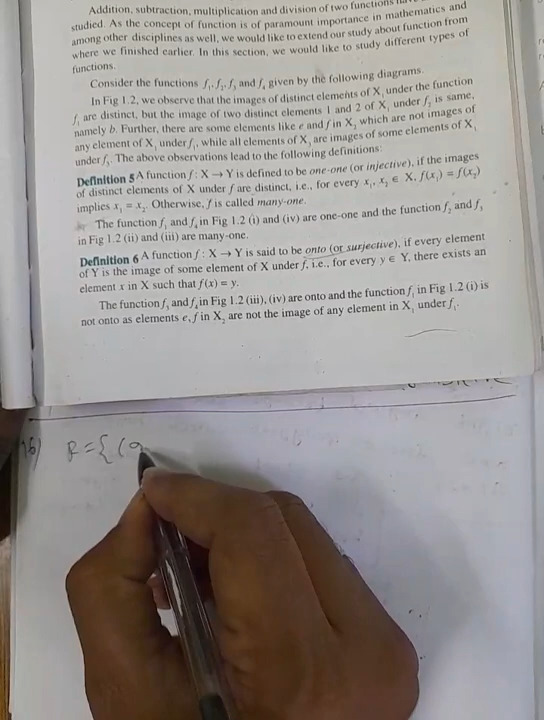 Addition, subtraction, multiplication and division of two functions
studied. As the concept of function is of paramount importance in mathematics and
among other disciplines as well, we would like to extend our study about function from
where we finished earlier. In this section, we would like to study different types of
functions.
Consider the functions f₁, f₂, f₃ and f₄ given by the following diagrams.
In Fig 1.2, we observe that the images of distinct elements of X₁ under the function
f₁ are distinct, but the image of two distinct elements 1 and 2 of X₁ under f₂ is same,
namely b. Further, there are some elements like e and f in X₂ which are not images of
any element of X₁ under f₁, while all elements of X₃ are images of some elements of X₁
under f₃. The above observations lead to the following definitions:
Definition 5 A function f : X → Y is defined to be one-one (or injective), if the images
of distinct elements of X under f are distinct, i.e., for every x₁, x₂ ∈ X, f(x₁) = f(x₂)
implies x₁ = x₂. Otherwise, f is called many-one.
The function f₁ and f₄ in Fig 1.2 (i) and (iv) are one-one and the function f₂ and f₃
in Fig 1.2 (ii) and (iii) are many-one.
Definition 6 A function f : X → Y is said to be onto (or surjective), if every element
of Y is the image of some element of X under f, i.e., for every y ∈ Y, there exists an
element x in X such that f(x) = y.
The function f₃ and f₄ in Fig 1.2 (iii), (iv) are onto and the function f₁ in Fig 1.2 (i) is
not onto as elements e, f in X₂ are not the image of any element in X₁ under f₁.
16) R={(a